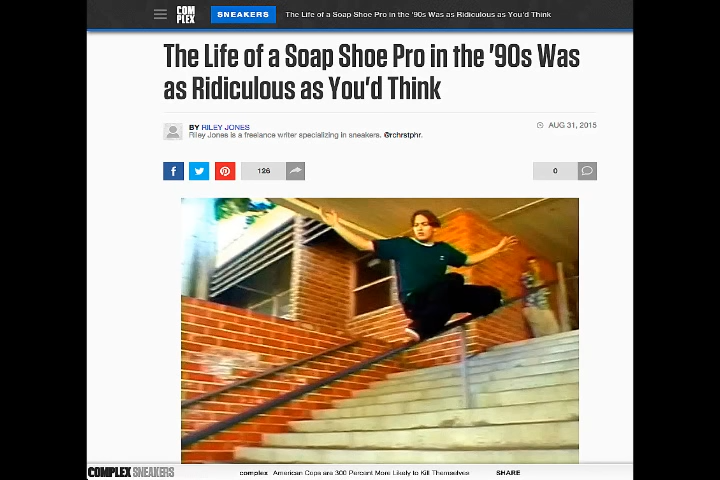 COM
PLEX
SNEAKERS
The Life of a Soap Shoe Pro in the '90s Was as Ridiculous as You'd Think
The Life of a Soap Shoe Pro in the '90s Was
as Ridiculous as You'd Think
BY RILEY JONES
Riley Jones is a freelance writer specializing in sneakers. @rchrstphr.
AUG 31, 2015
126
0
COMPLEX SNEAKERS
complex American Cops are 300 Percent More Likely to Kill Themselves
SHARE